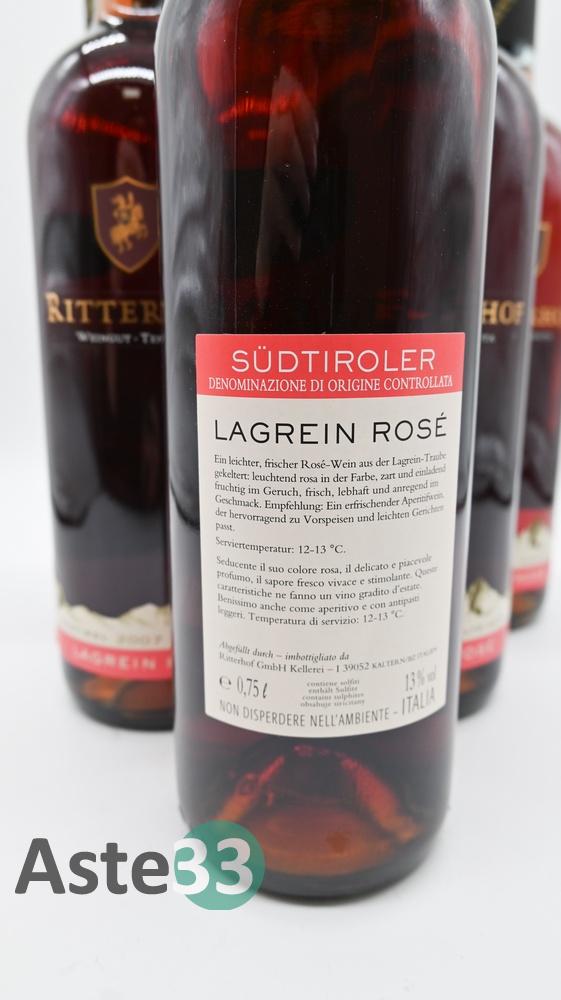 RITTER
WEINGUT - TE
2007
LAGREIN R
HOF
SÜDTIROLER
DENOMINAZIONE DI ORIGINE CONTROLLATA
LAGREIN ROSÉ
Ein leichter, frischer Rosé-Wein aus der Lagrein-Traube
gekeltert: leuchtend rosa in der Farbe, zart und einladend
fruchtig im Geruch, frisch, lebhaft und anregend im
Geschmack. Empfehlung: Ein erfrischender Aperitifwein,
der hervorragend zu Vorspeisen und leichten Gerichten
passt.
Serviertemperatur: 12-13 °C.
Seducente il suo colore rosa, il delicato e piacevole
profumo, il sapore fresco vivace e stimolante. Queste
caratteristiche ne fanno un vino gradito d'estate.
Benissimo anche come aperitivo e con antipasti
leggeri. Temperatura di servizio: 12-13 °C.
Abgefüllt durch – imbottigliato da
Ritterhof GmbH Kellerei – I 39052 KALTERN/BZ ITALIEN
e 0,75 ℓ
contiene solfiti
enthält Sulfite
contains sulphites
obsahuje siricitany
13% vol
NON DISPERDERE NELL'AMBIENTE - ITALIA
Aste33